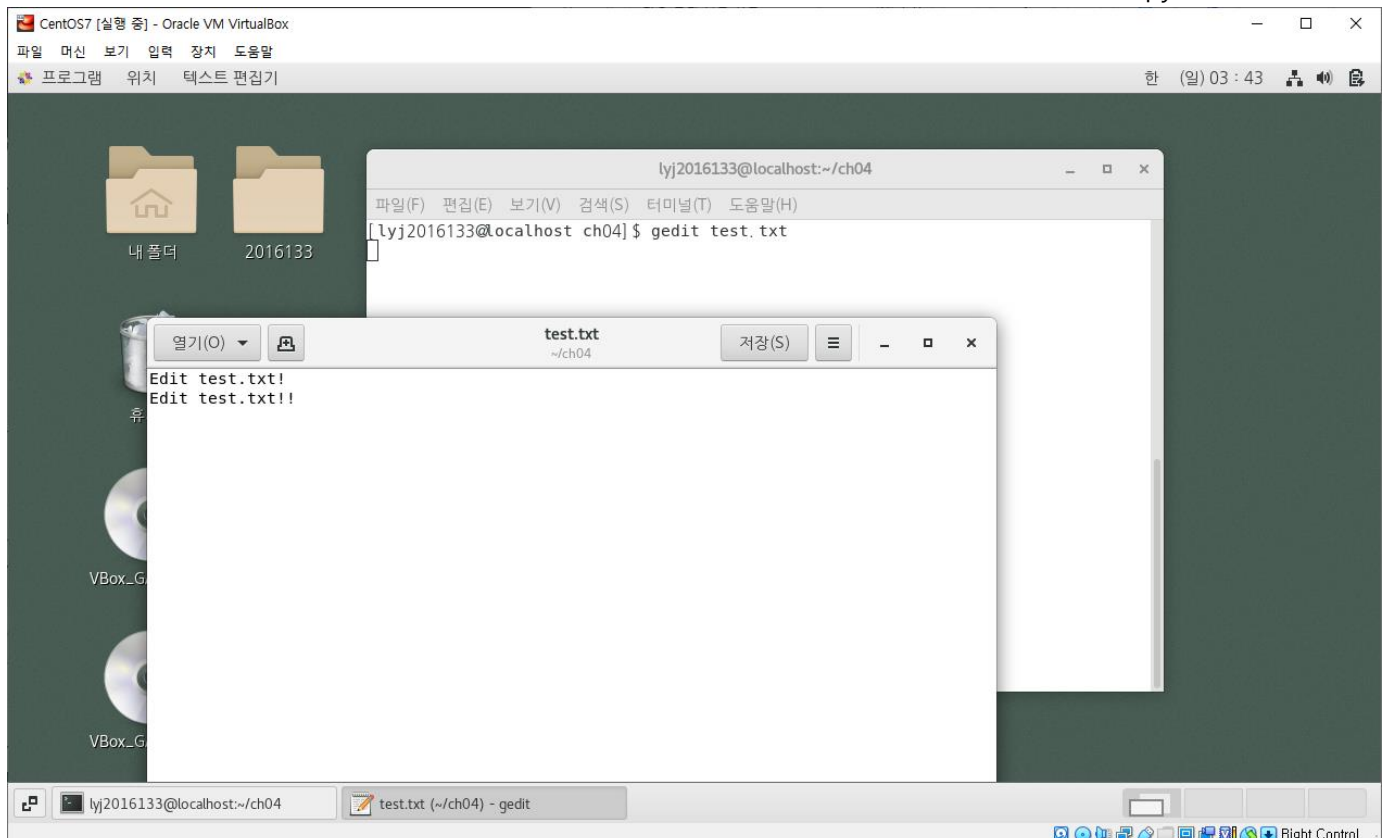 CentOS7 [실행 중] - Oracle VM VirtualBox
파일 머신 보기 입력 장치 도움말
프로그램 위치 텍스트 편집기 한 (일) 03 : 43
내 폴더 2016133
lyj2016133@localhost:~/ch04
파일(F) 편집(E) 보기(V) 검색(S) 터미널(T) 도움말(H)
[lyj2016133@localhost ch04]$ gedit test.txt
열기(O) test.txt 저장(S)
~/ch04
Edit test.txt!
Edit test.txt!!
휴
VBox_G
VBox_G
lyj2016133@localhost:~/ch04 test.txt (~/ch04) - gedit
Right Control